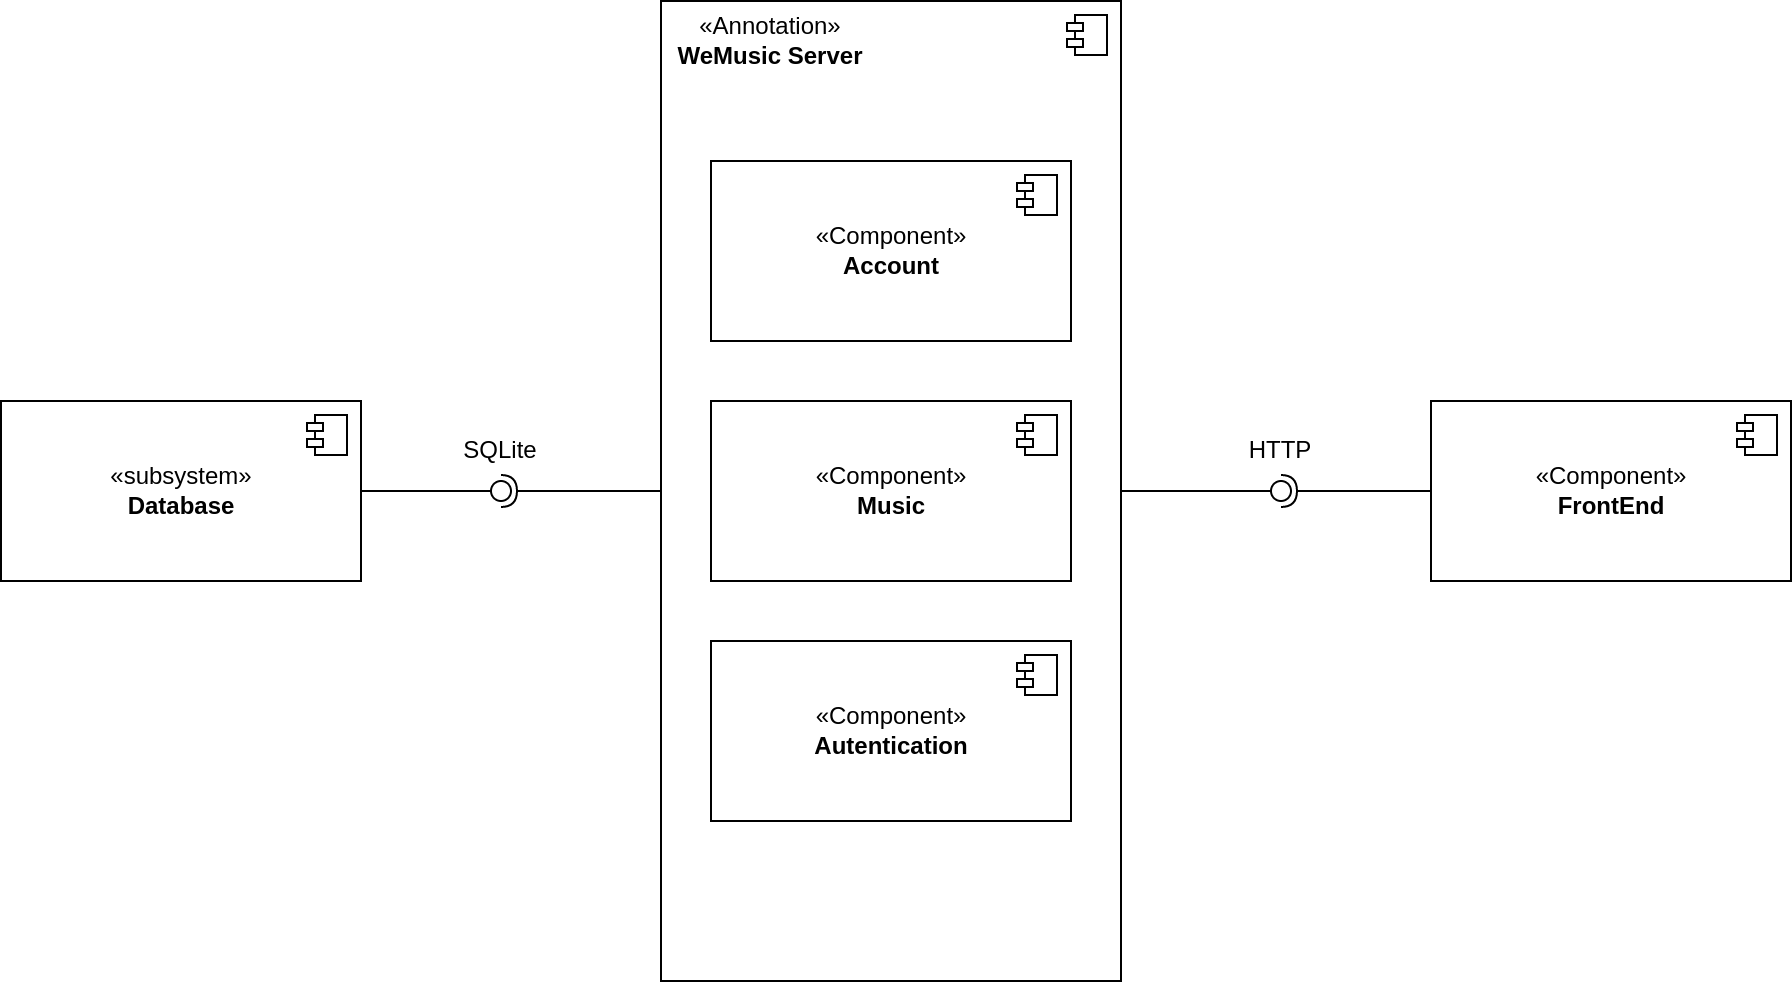 «Annotation»
WeMusic Server
«Component»
Account
«subsystem»
Database
SQLite
«Component»
Music
HTTP
«Component»
FrontEnd
«Component»
Autentication